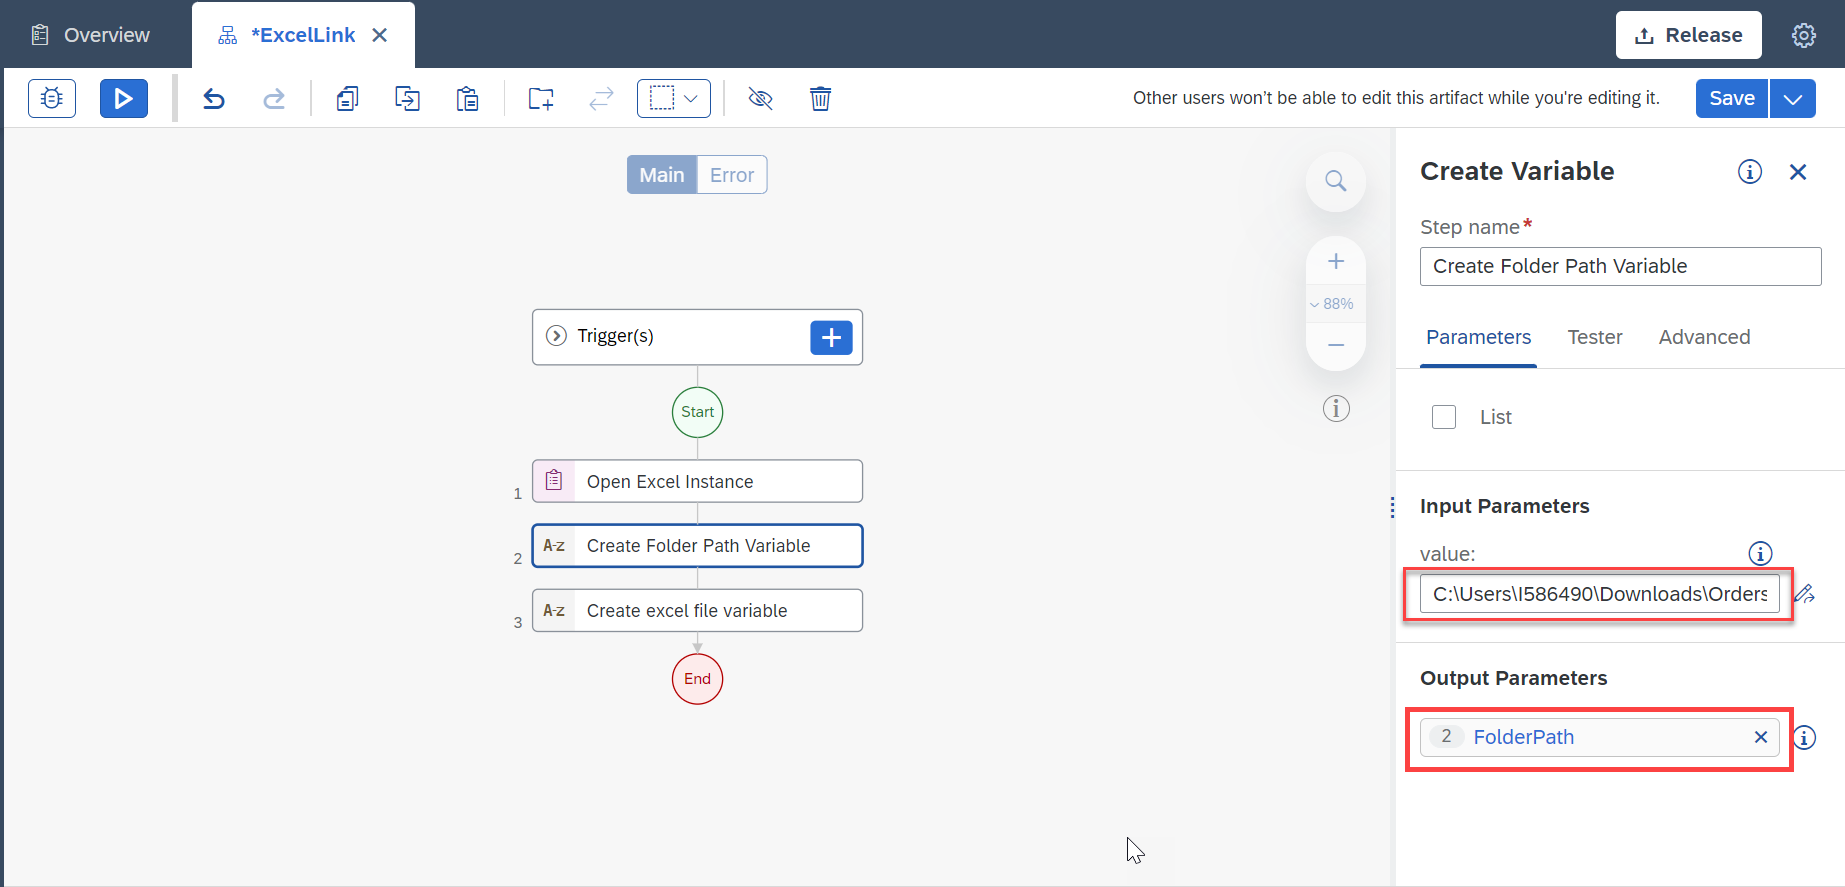 Overview
*ExcelLink
Release
Other users won't be able to edit this artifact while you're editing it.
Save
Main
Error
88%
Trigger(s)
Start
1
Open Excel Instance
2
A-z
Create Folder Path Variable
3
A-z
Create excel file variable
End
Create Variable
Step name*
Create Folder Path Variable
Parameters
Tester
Advanced
List
Input Parameters
value:
C:\Users\I586490\Downloads\Orders
Output Parameters
2
FolderPath